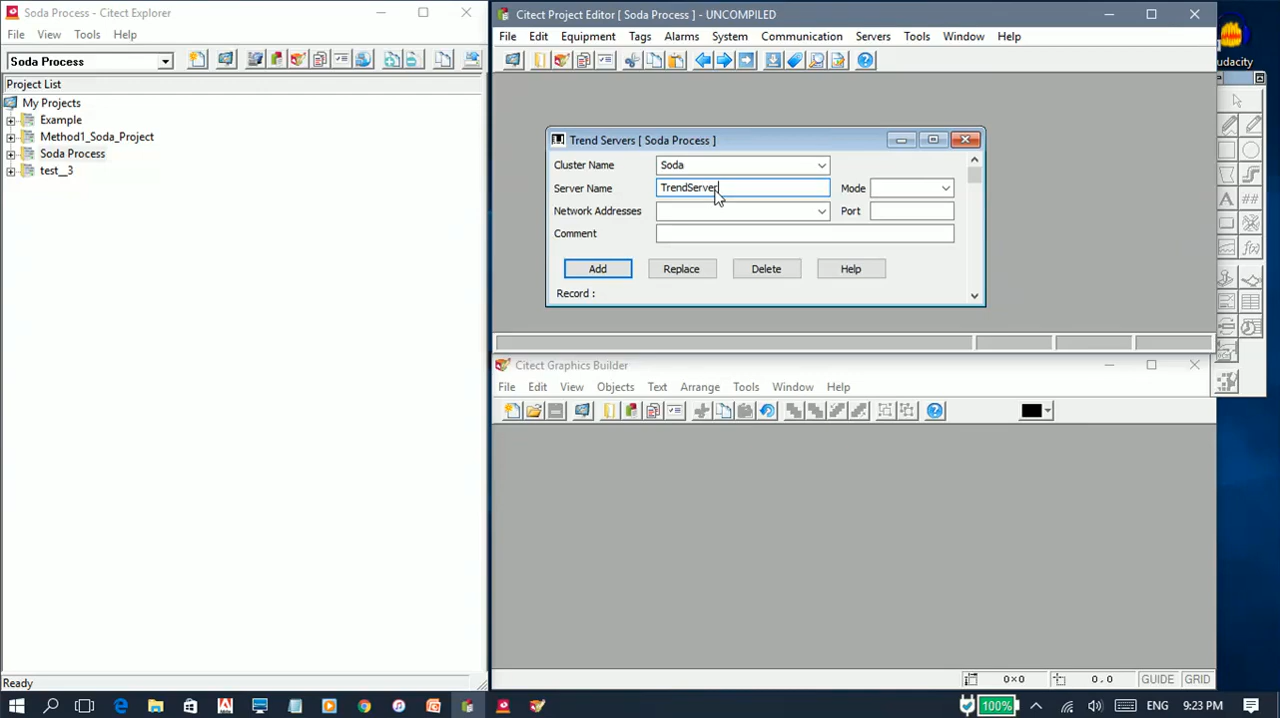 Soda Process - Citect Explorer
File View Tools Help
Soda Process
Project List
My Projects
Example
Method1_Soda_Project
Soda Process
test__3
Ready
Citect Project Editor [ Soda Process ] - UNCOMPILED
File Edit Equipment Tags Alarms System Communication Servers Tools Window Help
Trend Servers [ Soda Process ]
Cluster Name Soda
Server Name TrendServer Mode
Network Addresses Port
Comment
Add Replace Delete Help
Record :
Citect Graphics Builder
File Edit View Objects Text Arrange Tools Window Help
0×0 0 , 0 GUIDE GRID
udacity
A ##
f(x)
100% ENG 9:23 PM